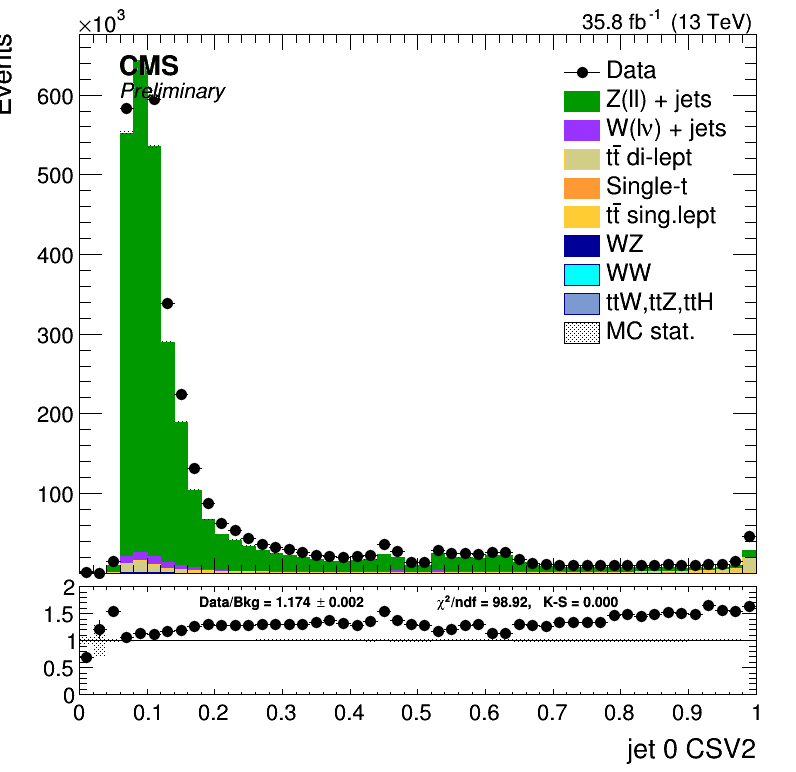 ×10³
35.8 fb⁻¹ (13 TeV)
Events
CMS
Preliminary
Data
Z(ll) + jets
W(lν) + jets
tt̄ di-lept
Single-t
tt̄ sing.lept
WZ
WW
ttW,ttZ,ttH
MC stat.
600
500
400
300
200
100
2
1.5
1
0.5
0
Data/Bkg = 1.174 ± 0.002
χ²/ndf = 98.92, K-S = 0.000
0 0.1 0.2 0.3 0.4 0.5 0.6 0.7 0.8 0.9 1
jet 0 CSV2